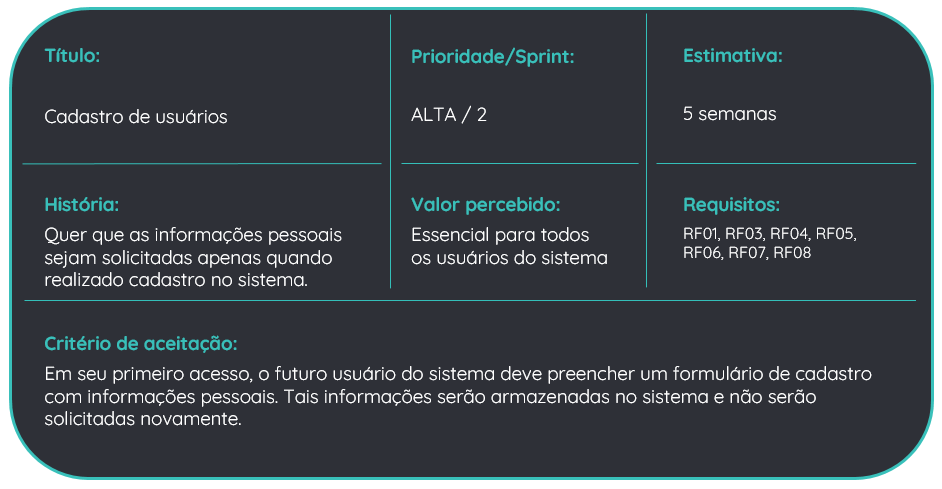 Título:
Cadastro de usuários
Prioridade/Sprint:
ALTA / 2
Estimativa:
5 semanas
História:
Quer que as informações pessoais
sejam solicitadas apenas quando
realizado cadastro no sistema.
Valor percebido:
Essencial para todos
os usuários do sistema
Requisitos:
RF01, RF03, RF04, RF05,
RF06, RF07, RF08
Critério de aceitação:
Em seu primeiro acesso, o futuro usuário do sistema deve preencher um formulário de cadastro
com informações pessoais. Tais informações serão armazenadas no sistema e não serão
solicitadas novamente.